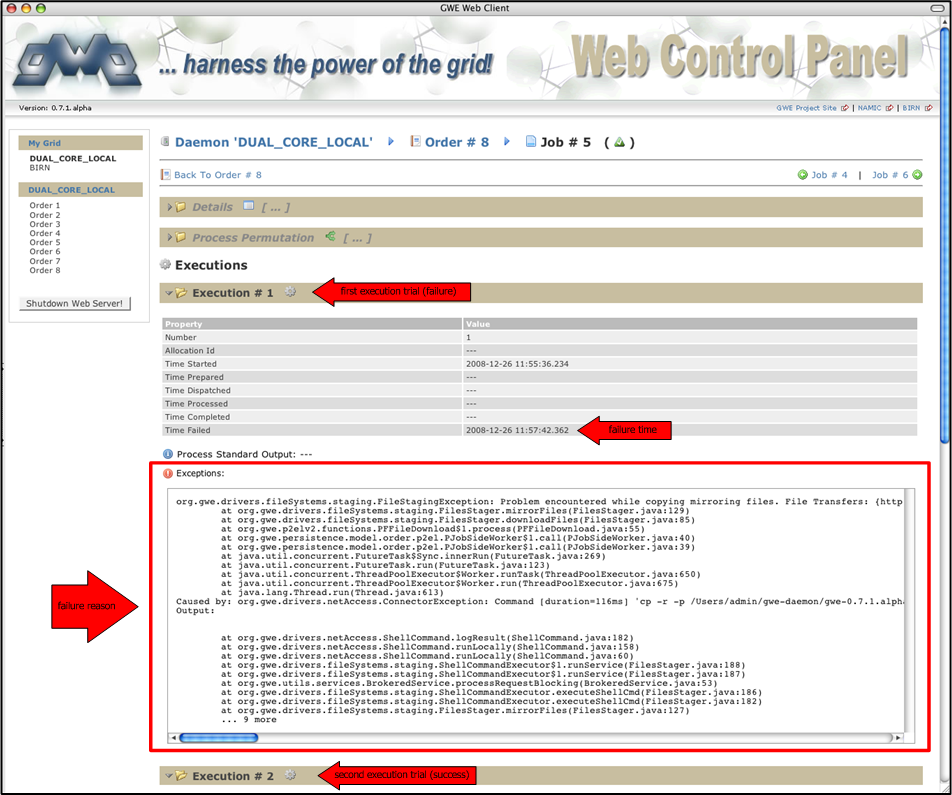 GWE Web Client
gwe ... harness the power of the grid! Web Control Panel
Version: 0.7.1.alpha
GWE Project Site | NAMIC | BIRN
My Grid
DUAL_CORE_LOCAL
BIRN
DUAL_CORE_LOCAL
Order 1
Order 2
Order 3
Order 4
Order 5
Order 6
Order 7
Order 8
Shutdown Web Server!
Daemon 'DUAL_CORE_LOCAL' Order # 8 Job # 5 ( )
Back To Order # 8
Job # 4 | Job # 6
Details [ ... ]
Process Permutation [ ... ]
Executions
Execution # 1
first execution trial (failure)
Property Value
Number 1
Allocation Id ---
Time Started 2008-12-26 11:55:36.234
Time Prepared ---
Time Dispatched ---
Time Processed ---
Time Completed ---
Time Failed 2008-12-26 11:57:42.362
failure time
Process Standard Output: ---
Exceptions:
org.gwe.drivers.fileSystems.staging.FileStagingException: Problem encountered while copying mirroring files. File Transfers: {http
at org.gwe.drivers.fileSystems.staging.FilesStager.mirrorFiles(FilesStager.java:129)
at org.gwe.drivers.fileSystems.staging.FilesStager.downloadFiles(FilesStager.java:85)
at org.gwe.p2elv2.functions.PFFileDownload$1.process(PFFileDownload.java:55)
at org.gwe.persistence.model.order.p2el.PJobSideWorker$1.call(PJobSideWorker.java:40)
at org.gwe.persistence.model.order.p2el.PJobSideWorker$1.call(PJobSideWorker.java:39)
at java.util.concurrent.FutureTask$Sync.innerRun(FutureTask.java:269)
at java.util.concurrent.FutureTask.run(FutureTask.java:123)
at java.util.concurrent.ThreadPoolExecutor$Worker.runTask(ThreadPoolExecutor.java:650)
at java.util.concurrent.ThreadPoolExecutor$Worker.run(ThreadPoolExecutor.java:675)
at java.lang.Thread.run(Thread.java:613)
Caused by: org.gwe.drivers.netAccess.ConnectorException: Command [duration=116ms] 'cp -r -p /Users/admin/gwe-daemon/gwe-0.7.1.alpha
Output:
failure reason
at org.gwe.drivers.netAccess.ShellCommand.logResult(ShellCommand.java:182)
at org.gwe.drivers.netAccess.ShellCommand.runLocally(ShellCommand.java:158)
at org.gwe.drivers.netAccess.ShellCommand.runLocally(ShellCommand.java:60)
at org.gwe.drivers.fileSystems.staging.ShellCommandExecutor$1.runService(FilesStager.java:188)
at org.gwe.drivers.fileSystems.staging.ShellCommandExecutor$1.runService(FilesStager.java:187)
at org.gwe.utils.services.BrokeredService.processRequestBlocking(BrokeredService.java:53)
at org.gwe.drivers.fileSystems.staging.ShellCommandExecutor.executeShellCmd(FilesStager.java:186)
at org.gwe.drivers.fileSystems.staging.ShellCommandExecutor.executeShellCmd(FilesStager.java:182)
at org.gwe.drivers.fileSystems.staging.FilesStager.mirrorFiles(FilesStager.java:127)
... 9 more
Execution # 2
second execution trial (success)